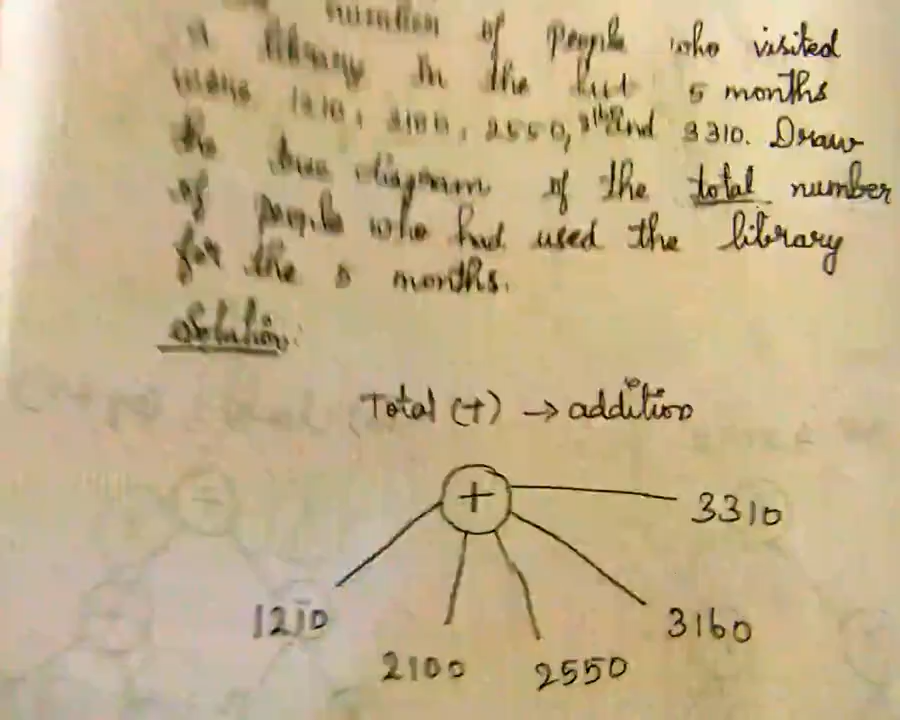 number of people who visited
a library in the last 5 months
were 1210, 2100, 2550, 3160 and 3310. Draw
the tree diagram of the total number
of people who had used the library
for the 5 months.
Solution:
Total (+) → addition
+
3310
1210
3160
2100
2550